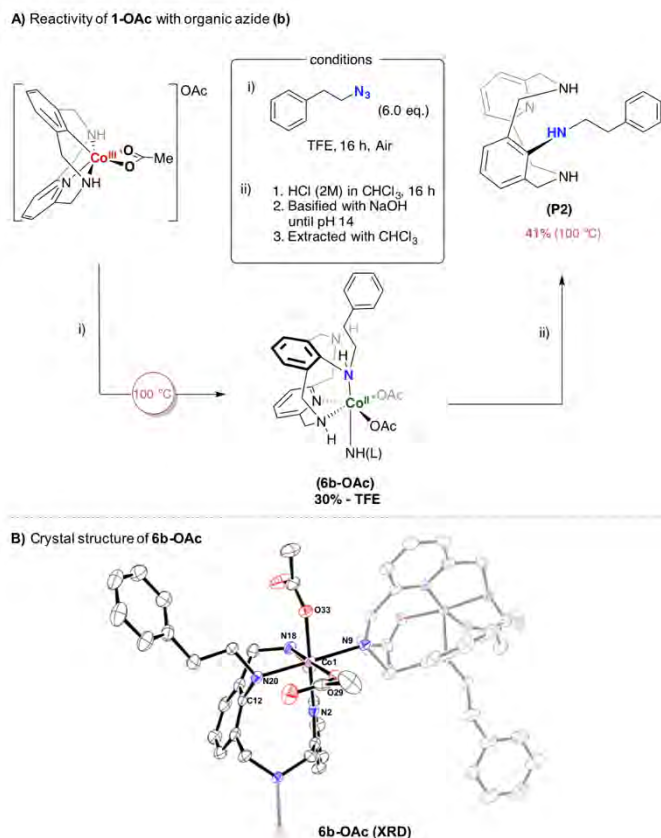 A) Reactivity of 1-OAc with organic azide (b)
OAc
NH
Co^III
O
O
Me
N
NH
conditions
i)
N₃
(6.0 eq.)
TFE, 16 h, Air
ii)
1. HCl (2M) in CHCl₃, 16 h
2. Basified with NaOH
until pH 14
3. Extracted with CHCl₃
NH
N
HN
NH
(P2)
41% (100 °C)
i)
100 °C
ii)
N
H
H
N
N
Co^II
OAc
OAc
N
H
NH(L)
(6b-OAc)
30% - TFE
B) Crystal structure of 6b-OAc
O33
N18
N9
Co1
N20
O29
C12
N2
6b-OAc (XRD)